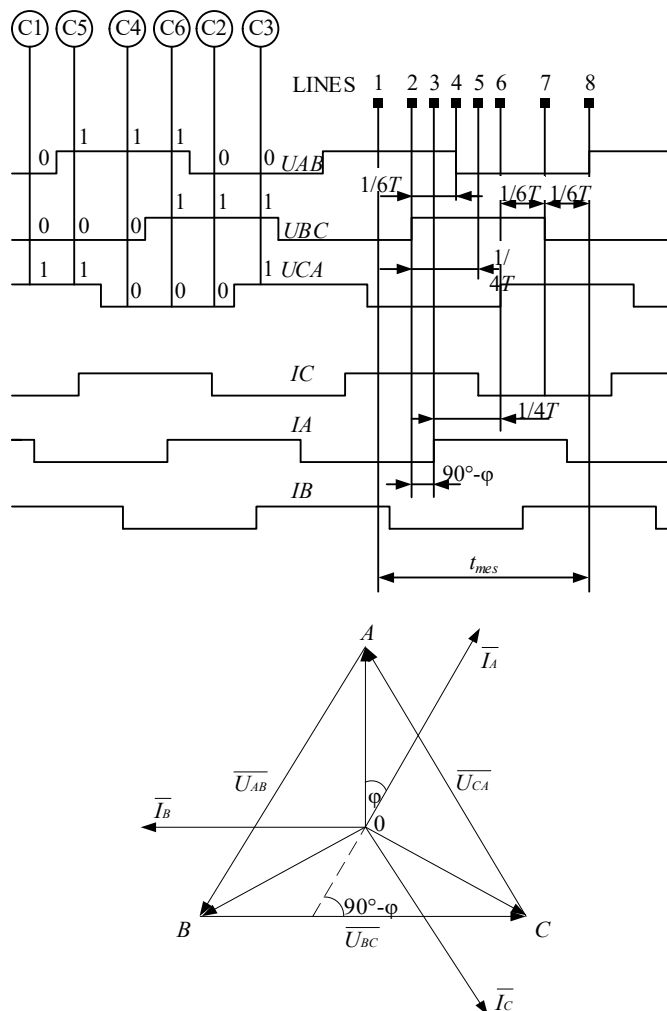 C1 C5 C4 C6 C2 C3
LINES 1 2 3 4 5 6 7 8
0 1 1 1 0 0
UAB
1/6T 1/6T 1/6T
0 0 0 1 1 1
UBC
1 1 0 0 0 1
UCA
1/
4T
IC
1/4T
IA
90°-φ
IB
tmes
A
IA
UAB UCA
φ
IB
0
90°-φ
B UBC C
IC